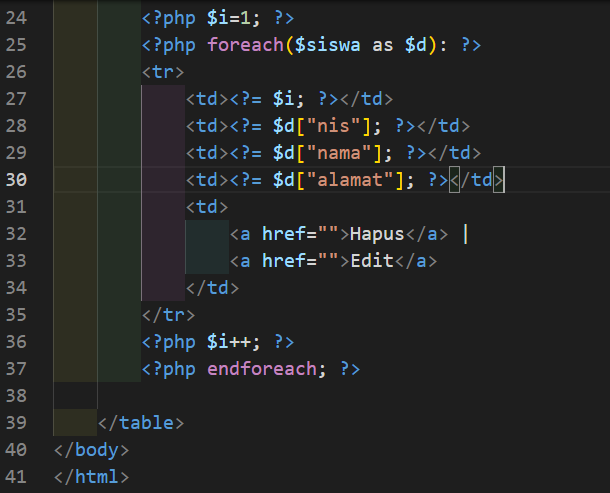 24 <?php $i=1; ?>
25 <?php foreach($siswa as $d): ?>
26 <tr>
27 <td><?= $i; ?></td>
28 <td><?= $d["nis"]; ?></td>
29 <td><?= $d["nama"]; ?></td>
30 <td><?= $d["alamat"]; ?></td>
31 <td>
32 <a href="">Hapus</a> |
33 <a href="">Edit</a>
34 </td>
35 </tr>
36 <?php $i++; ?>
37 <?php endforeach; ?>
38
39 </table>
40 </body>
41 </html>